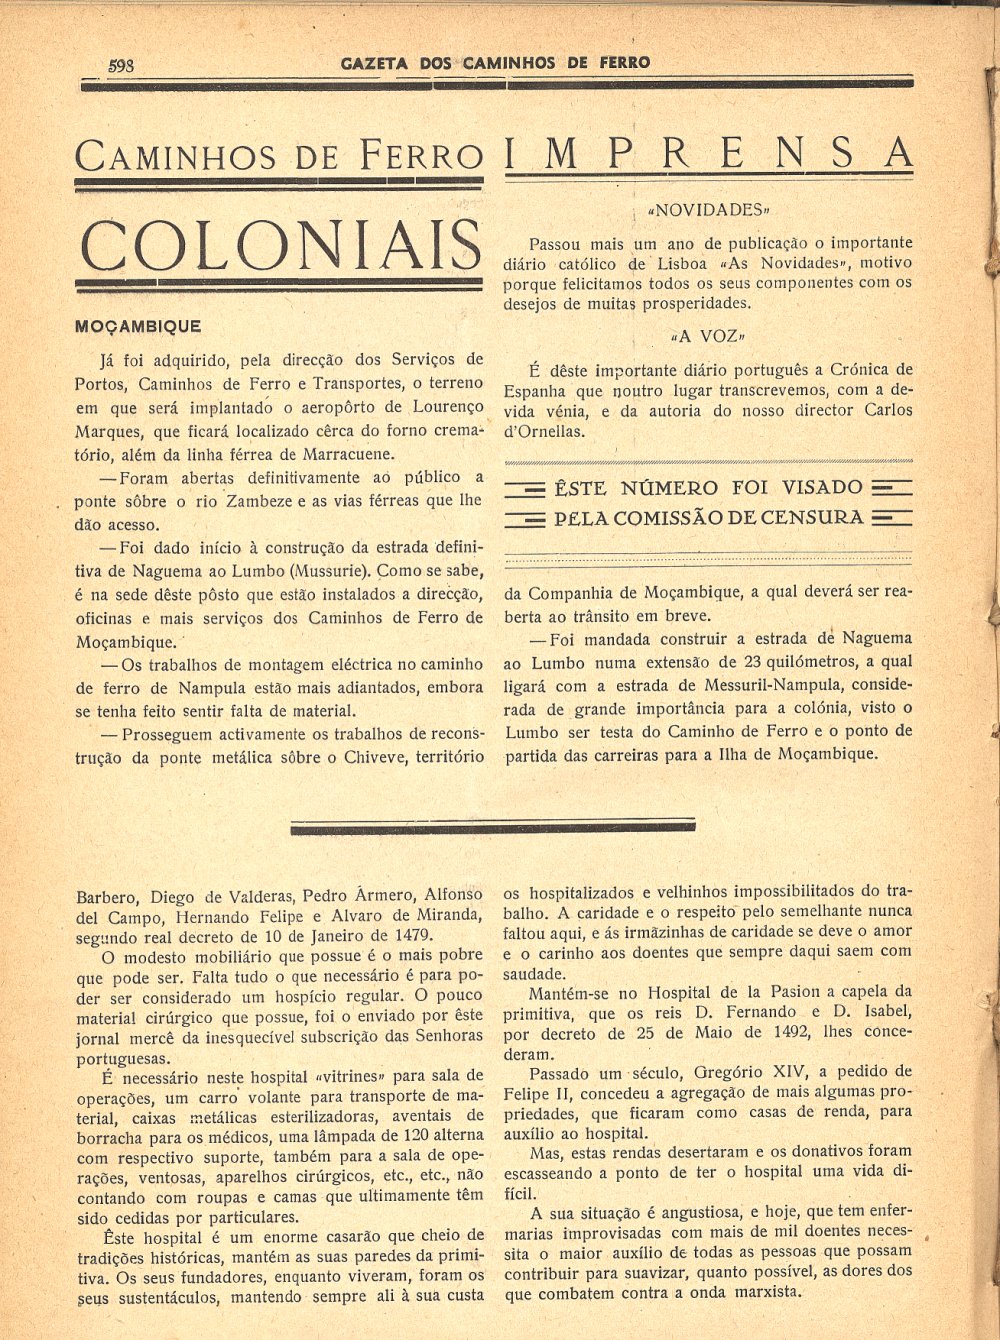 598
GAZETA DOS CAMINHOS DE FERRO
CAMINHOS DE FERRO
COLONIAIS
MOÇAMBIQUE
Já foi adquirido, pela direcção dos Serviços de
Portos, Caminhos de Ferro e Transportes, o terreno
em que será implantado o aeropôrto de Lourenço
Marques, que ficará localizado cêrca do forno crema-
tório, além da linha férrea de Marracuene.
— Foram abertas definitivamente ao público a
ponte sôbre o rio Zambeze e as vias férreas que lhe
dão acesso.
— Foi dado início à construção da estrada defini-
tiva de Naguema ao Lumbo (Mussurie). Como se sabe,
é na sede dêste pôsto que estão instalados a direcção,
oficinas e mais serviços dos Caminhos de Ferro de
Moçambique.
— Os trabalhos de montagem eléctrica no caminho
de ferro de Nampula estão mais adiantados, embora
se tenha feito sentir falta de material.
— Prosseguem activamente os trabalhos de recons-
trução da ponte metálica sôbre o Chiveve, território
IMPRENSA
«NOVIDADES»
Passou mais um ano de publicação o importante
diário católico de Lisboa «As Novidades», motivo
porque felicitamos todos os seus componentes com os
desejos de muitas prosperidades.
«A VOZ»
É dêste importante diário português a Crónica de
Espanha que noutro lugar transcrevemos, com a de-
vida vénia, e da autoria do nosso director Carlos
d'Ornellas.
ÊSTE NÚMERO FOI VISADO
PELA COMISSÃO DE CENSURA
da Companhia de Moçambique, a qual deverá ser rea-
berta ao trânsito em breve.
— Foi mandada construir a estrada de Naguema
ao Lumbo numa extensão de 23 quilómetros, a qual
ligará com a estrada de Messuril-Nampula, conside-
rada de grande importância para a colónia, visto o
Lumbo ser testa do Caminho de Ferro e o ponto de
partida das carreiras para a Ilha de Moçambique.
Barbero, Diego de Valderas, Pedro Ármero, Alfonso
del Campo, Hernando Felipe e Alvaro de Miranda,
segundo real decreto de 10 de Janeiro de 1479.
O modesto mobiliário que possue é o mais pobre
que pode ser. Falta tudo o que necessário é para po-
der ser considerado um hospício regular. O pouco
material cirúrgico que possue, foi o enviado por êste
jornal mercê da inesquecível subscrição das Senhoras
portuguesas.
É necessário neste hospital «vitrines» para sala de
operações, um carro volante para transporte de ma-
terial, caixas metálicas esterilizadoras, aventais de
borracha para os médicos, uma lâmpada de 120 alterna
com respectivo suporte, também para a sala de ope-
rações, ventosas, aparelhos cirúrgicos, etc., etc., não
contando com roupas e camas que ultimamente têm
sido cedidas por particulares.
Êste hospital é um enorme casarão que cheio de
tradições históricas, mantém as suas paredes da primi-
tiva. Os seus fundadores, enquanto viveram, foram os
seus sustentáculos, mantendo sempre ali à sua custa
os hospitalizados e velhinhos impossibilitados do tra-
balho. A caridade e o respeito pelo semelhante nunca
faltou aqui, e ás irmãzinhas de caridade se deve o amor
e o carinho aos doentes que sempre daqui saem com
saudade.
Mantém-se no Hospital de la Pasion a capela da
primitiva, que os reis D. Fernando e D. Isabel,
por decreto de 25 de Maio de 1492, lhes conce-
deram.
Passado um século, Gregório XIV, a pedido de
Felipe II, concedeu a agregação de mais algumas pro-
priedades, que ficaram como casas de renda, para
auxílio ao hospital.
Mas, estas rendas desertaram e os donativos foram
escasseando a ponto de ter o hospital uma vida di-
fícil.
A sua situação é angustiosa, e hoje, que tem enfer-
marias improvisadas com mais de mil doentes neces-
sita o maior auxílio de todas as pessoas que possam
contribuir para suavizar, quanto possível, as dores dos
que combatem contra a onda marxista.